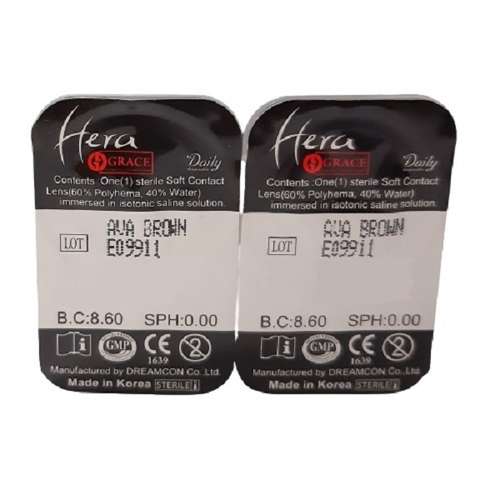 Hera
GRACE
Daily
Contents :One(1) sterile Soft Contact
Lens(60% Polyhema, 40% Water)
immersed in isotonic saline solution.
LOT
AVA BROWN
E09911
B.C:8.60 SPH:0.00
GMP
CE
1639
2
Manufactured by DREAMCON Co.,Ltd.
Made in Korea STERILE
Hera
GRACE
Daily
Contents :One(1) sterile Soft Contact
Lens(60% Polyhema, 40% Water)
immersed in isotonic saline solution.
LOT
AVA BROWN
E09911
B.C:8.60 SPH:0.00
GMP
CE
1639
2
Manufactured by DREAMCON Co.,Ltd.
Made in Korea STERILE